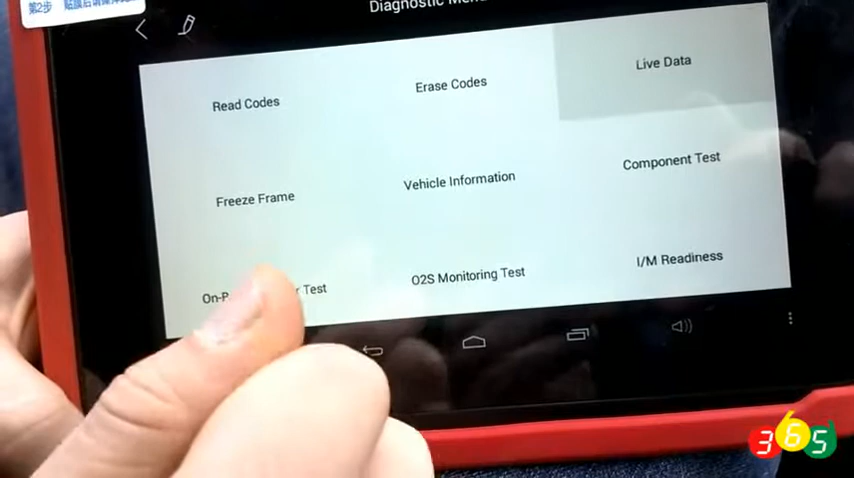 第2步
Diagnostic Menu
Read Codes
Erase Codes
Live Data
Freeze Frame
Vehicle Information
Component Test
On-B r Test
O2S Monitoring Test
I/M Readiness
365